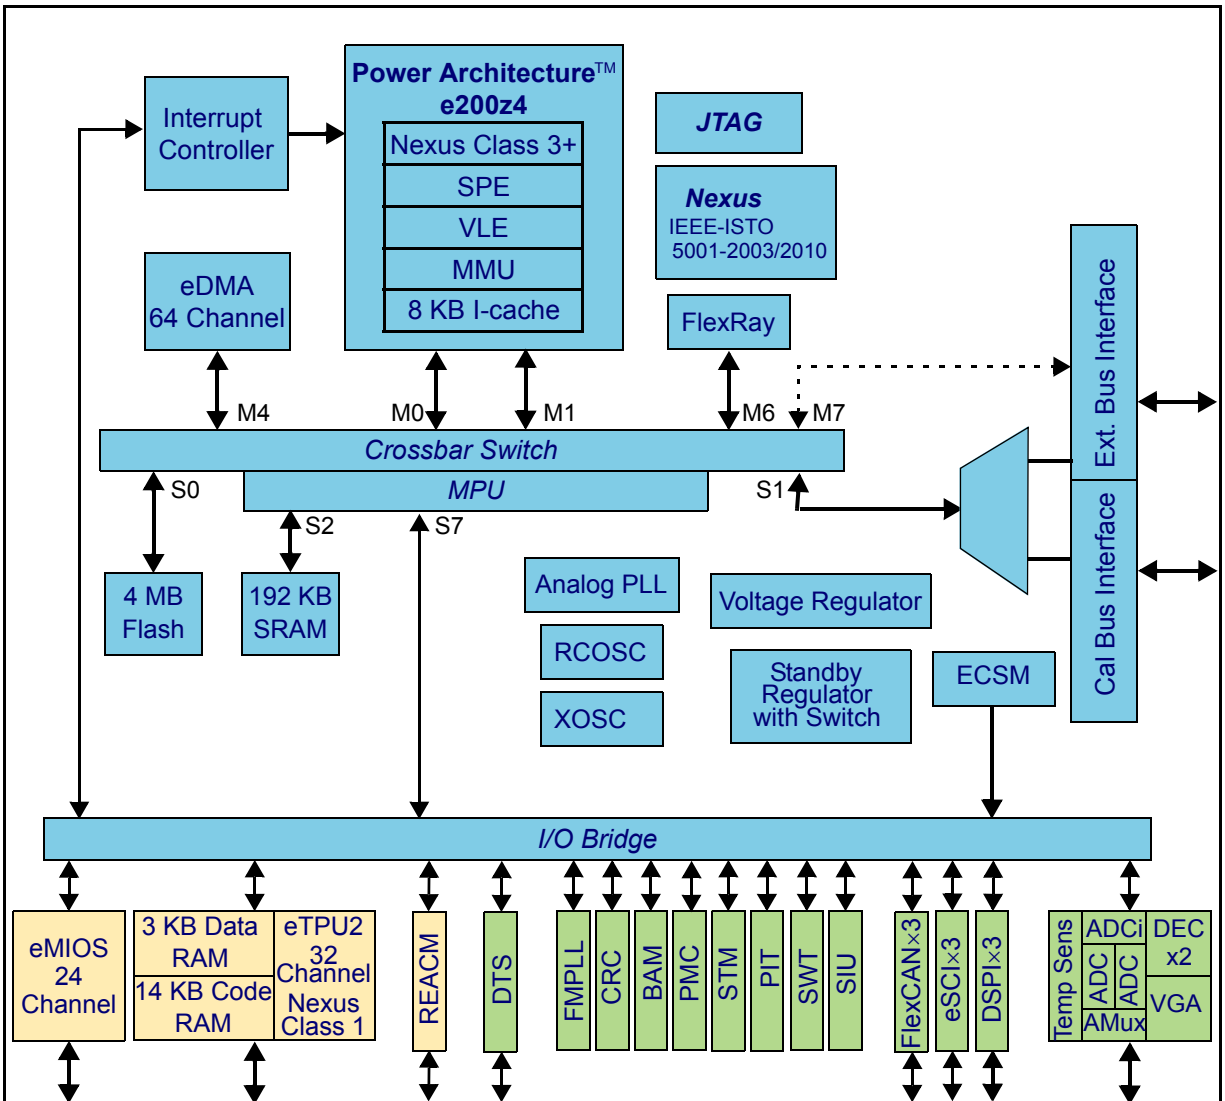 Power Architecture™
e200z4
Nexus Class 3+
SPE
VLE
MMU
8 KB I-cache
Interrupt
Controller
JTAG
Nexus
IEEE-ISTO
5001-2003/2010
eDMA
64 Channel
FlexRay
Ext. Bus Interface
Cal Bus Interface
M4
M0
M1
M6
M7
Crossbar Switch
MPU
S0
S2
S7
S1
4 MB
Flash
192 KB
SRAM
Analog PLL
Voltage Regulator
RCOSC
XOSC
Standby
Regulator
with Switch
ECSM
I/O Bridge
eMIOS
24
Channel
3 KB Data
RAM
14 KB Code
RAM
eTPU2
32
Channel
Nexus
Class 1
REACM
DTS
FMPLL
CRC
BAM
PMC
STM
PIT
SWT
SIU
FlexCAN×3
eSCI×3
DSPI×3
Temp Sens
ADCi
ADC
ADC
AMux
DEC
x2
VGA